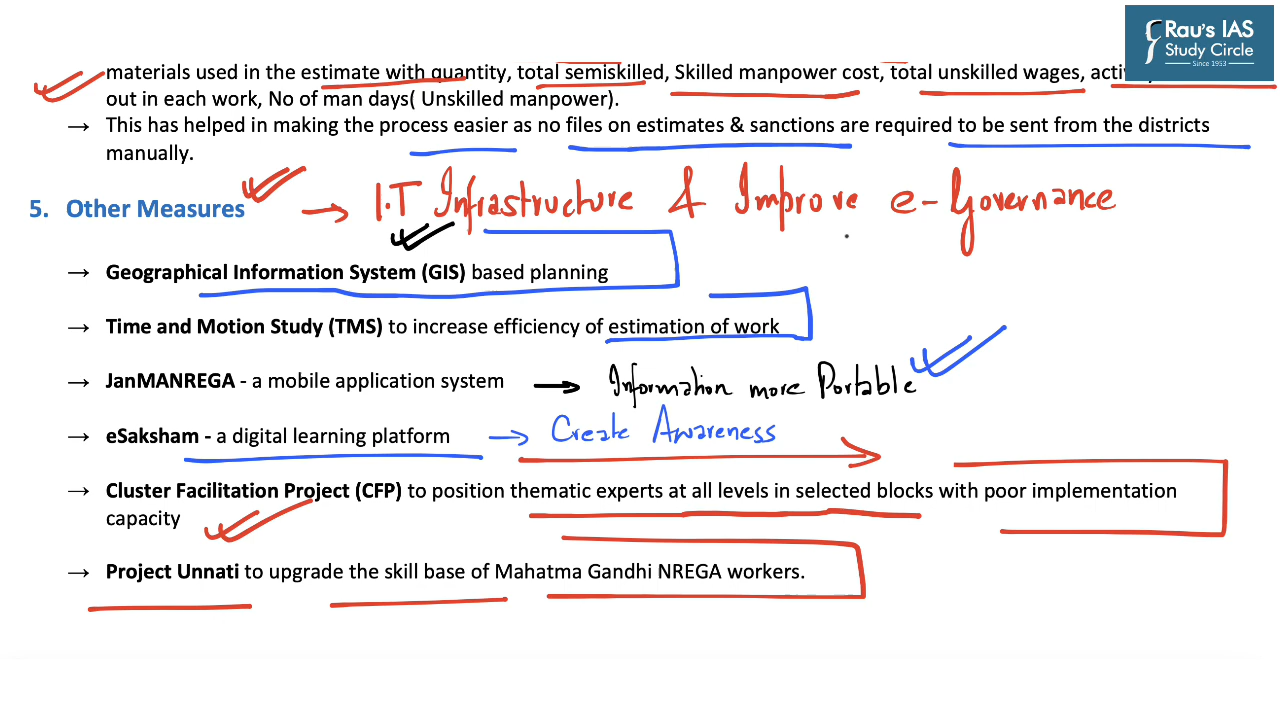 Rau's IAS
Study Circle
Since 1953
materials used in the estimate with quantity, total semiskilled, Skilled manpower cost, total unskilled wages,
out in each work, No of man days( Unskilled manpower).
→ This has helped in making the process easier as no files on estimates & sanctions are required to be sent from the districts
manually.
5. Other Measures → I.T Infrastructure & Improve e-Governance
→ Geographical Information System (GIS) based planning
→ Time and Motion Study (TMS) to increase efficiency of estimation of work
→ JanMANREGA - a mobile application system → Information more Portable
→ eSaksham - a digital learning platform → Create Awareness
→ Cluster Facilitation Project (CFP) to position thematic experts at all levels in selected blocks with poor implementation
capacity
→ Project Unnati to upgrade the skill base of Mahatma Gandhi NREGA workers.